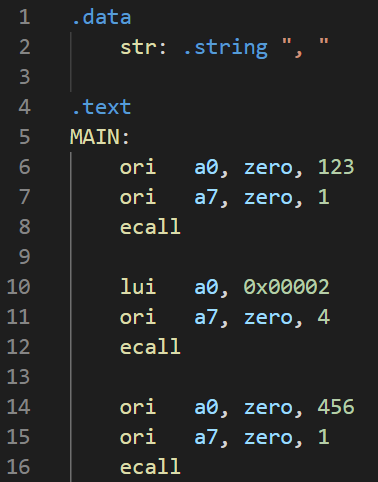 1 .data
2 str: .string ", "
3
4 .text
5 MAIN:
6 ori a0, zero, 123
7 ori a7, zero, 1
8 ecall
9
10 lui a0, 0x00002
11 ori a7, zero, 4
12 ecall
13
14 ori a0, zero, 456
15 ori a7, zero, 1
16 ecall